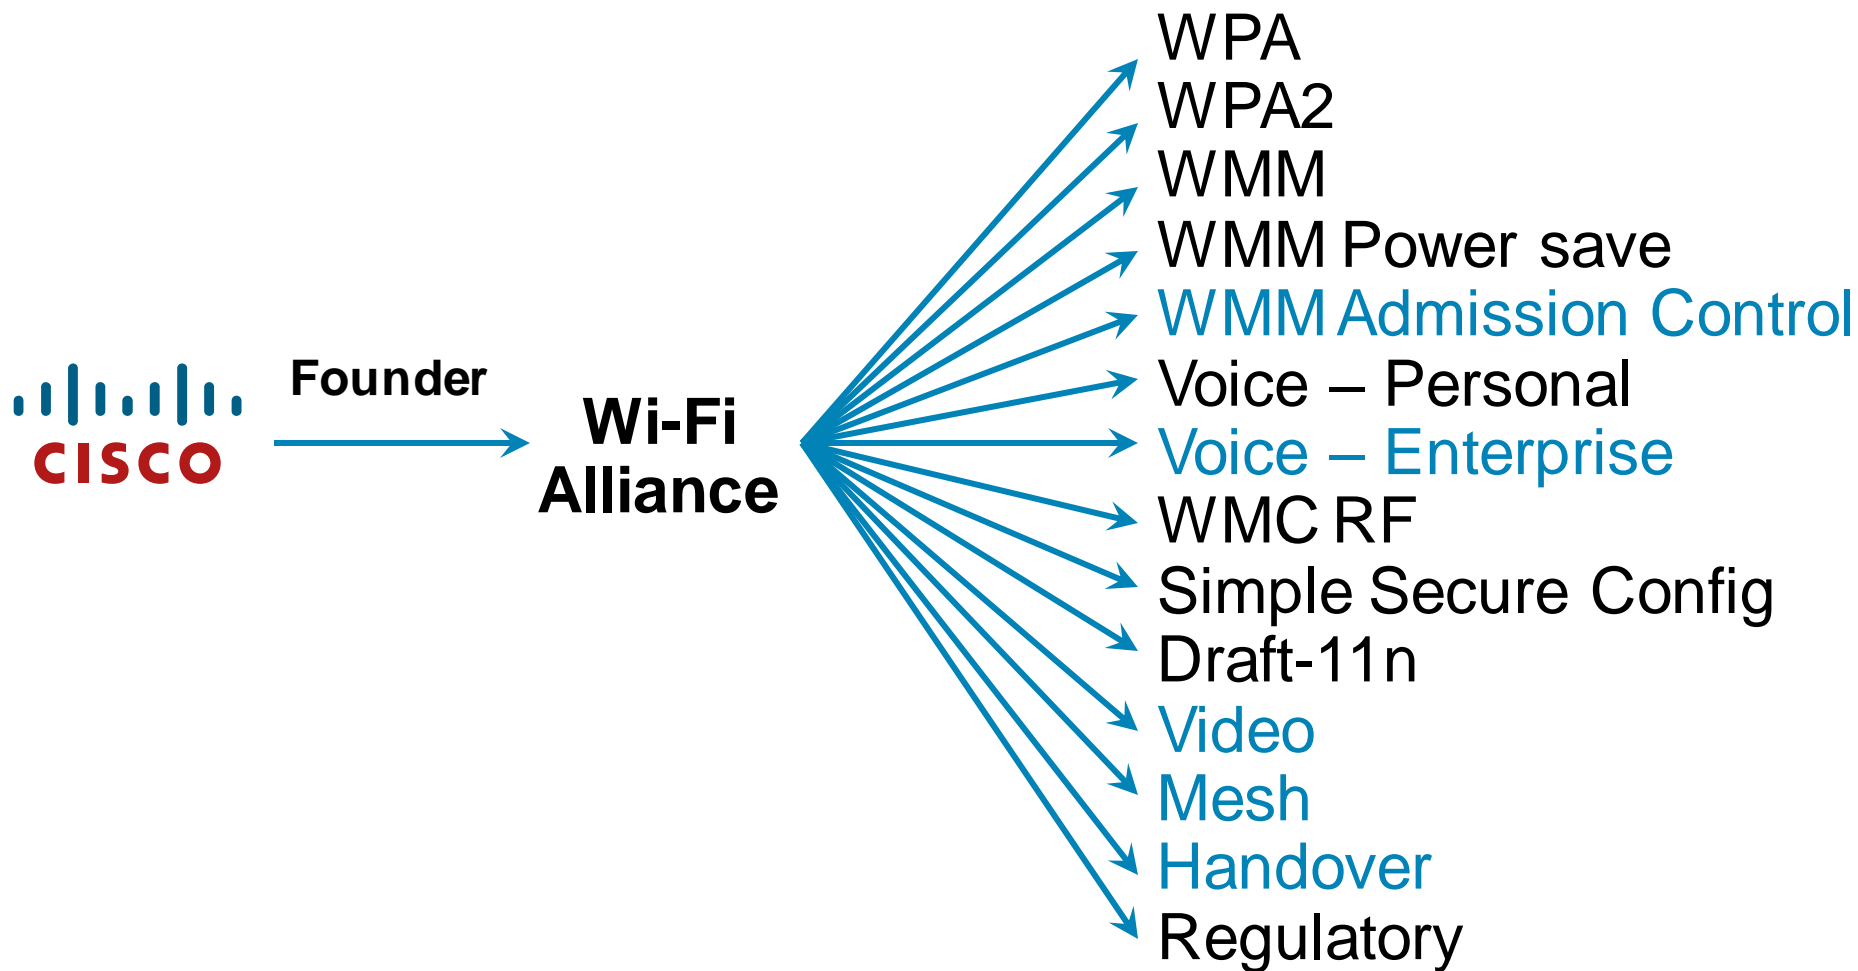 CISCO
Founder
Wi-Fi
Alliance
WPA
WPA2
WMM
WMM Power save
WMM Admission Control
Voice – Personal
Voice – Enterprise
WMC RF
Simple Secure Config
Draft-11n
Video
Mesh
Handover
Regulatory